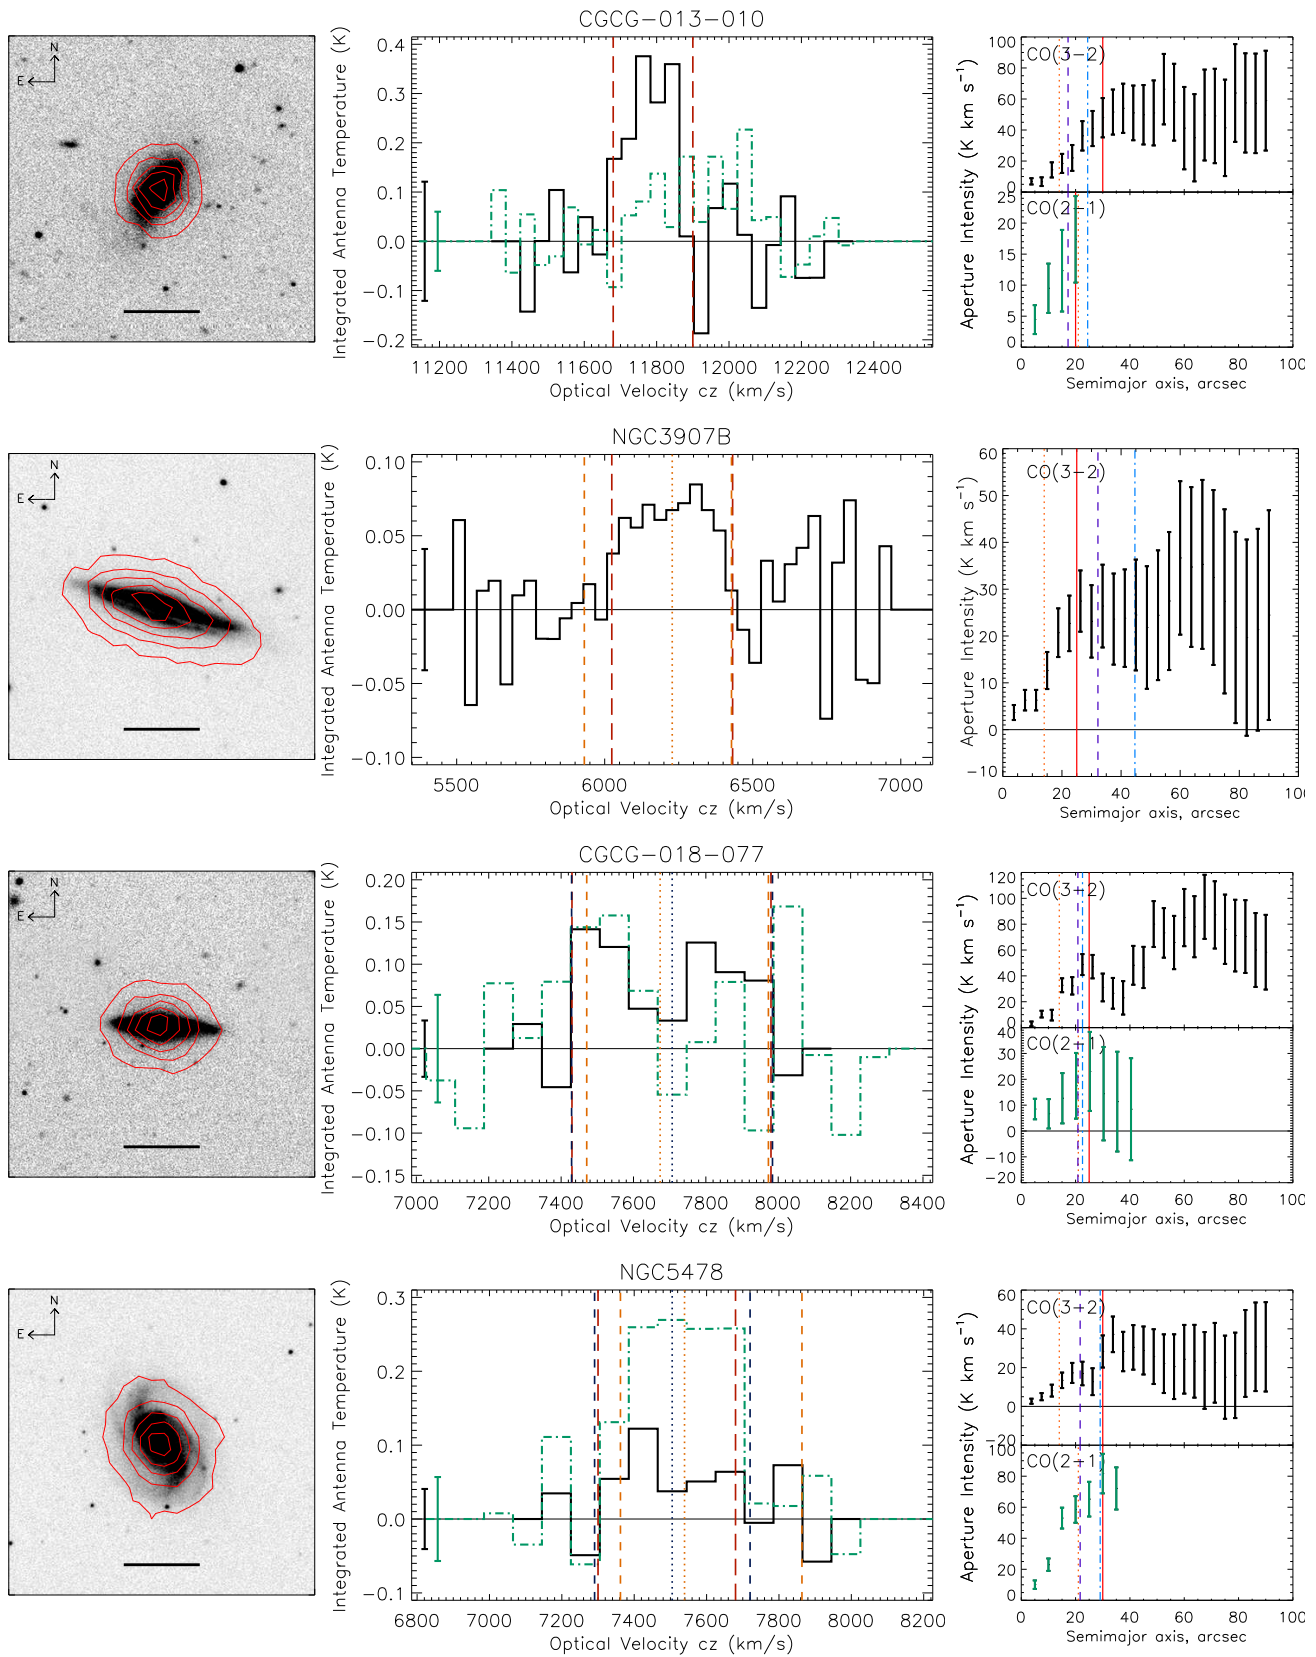 CGCG-013-010
N
E
Integrated Antenna Temperature (K)
0.4
0.3
0.2
0.1
0.0
-0.1
-0.2
11200 11400 11600 11800 12000 12200 12400
Optical Velocity cz (km/s)
Aperture Intensity (K km s⁻¹)
CO(3-2)
100
80
60
40
20
0
CO(2-1)
25
20
15
10
5
0
0 20 40 60 80 100
Semimajor axis, arcsec
NGC3907B
N
E
Integrated Antenna Temperature (K)
0.10
0.05
0.00
-0.05
-0.10
5500 6000 6500 7000
Optical Velocity cz (km/s)
Aperture Intensity (K km s⁻¹)
CO(3-2)
60
50
40
30
20
10
0
-10
0 20 40 60 80 100
Semimajor axis, arcsec
CGCG-018-077
N
E
Integrated Antenna Temperature (K)
0.20
0.15
0.10
0.05
0.00
-0.05
-0.10
-0.15
7000 7200 7400 7600 7800 8000 8200 8400
Optical Velocity cz (km/s)
Aperture Intensity (K km s⁻¹)
CO(3-2)
120
100
80
60
40
20
0
CO(2-1)
40
30
20
10
0
-10
-20
0 20 40 60 80 100
Semimajor axis, arcsec
NGC5478
N
E
Integrated Antenna Temperature (K)
0.3
0.2
0.1
0.0
-0.1
6800 7000 7200 7400 7600 7800 8000 8200
Optical Velocity cz (km/s)
Aperture Intensity (K km s⁻¹)
CO(3-2)
60
40
20
0
-20
CO(2-1)
100
80
60
40
20
0
0 20 40 60 80 100
Semimajor axis, arcsec